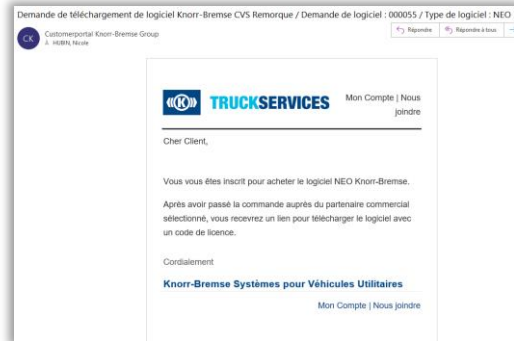 Demande de téléchargement de logiciel Knorr-Bremse CVS Remorque / Demande de logiciel : 000055 / Type de logiciel : NEO
CK
Customerportal Knorr-Bremse Group
À HUBIN, Nicole
Répondre
Répondre à tous
((K))
TRUCKSERVICES
Mon Compte | Nous
joindre
Cher Client,
Vous vous êtes inscrit pour acheter le logiciel NEO Knorr-Bremse.
Après avoir passé la commande auprès du partenaire commercial
sélectionné, vous recevrez un lien pour télécharger le logiciel avec
un code de licence.
Cordialement
Knorr-Bremse Systèmes pour Véhicules Utilitaires
Mon Compte | Nous joindre